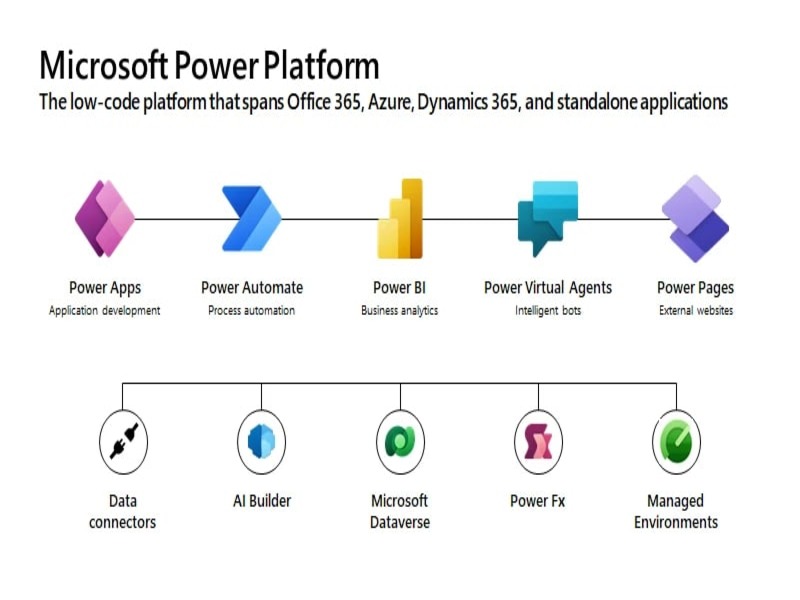 Microsoft Power Platform
The low-code platform that spans Office 365, Azure, Dynamics 365, and standalone applications
Power Apps
Application development
Power Automate
Process automation
Power BI
Business analytics
Power Virtual Agents
Intelligent bots
Power Pages
External websites
Data
connectors
AI Builder
Microsoft
Dataverse
Power Fx
Managed
Environments